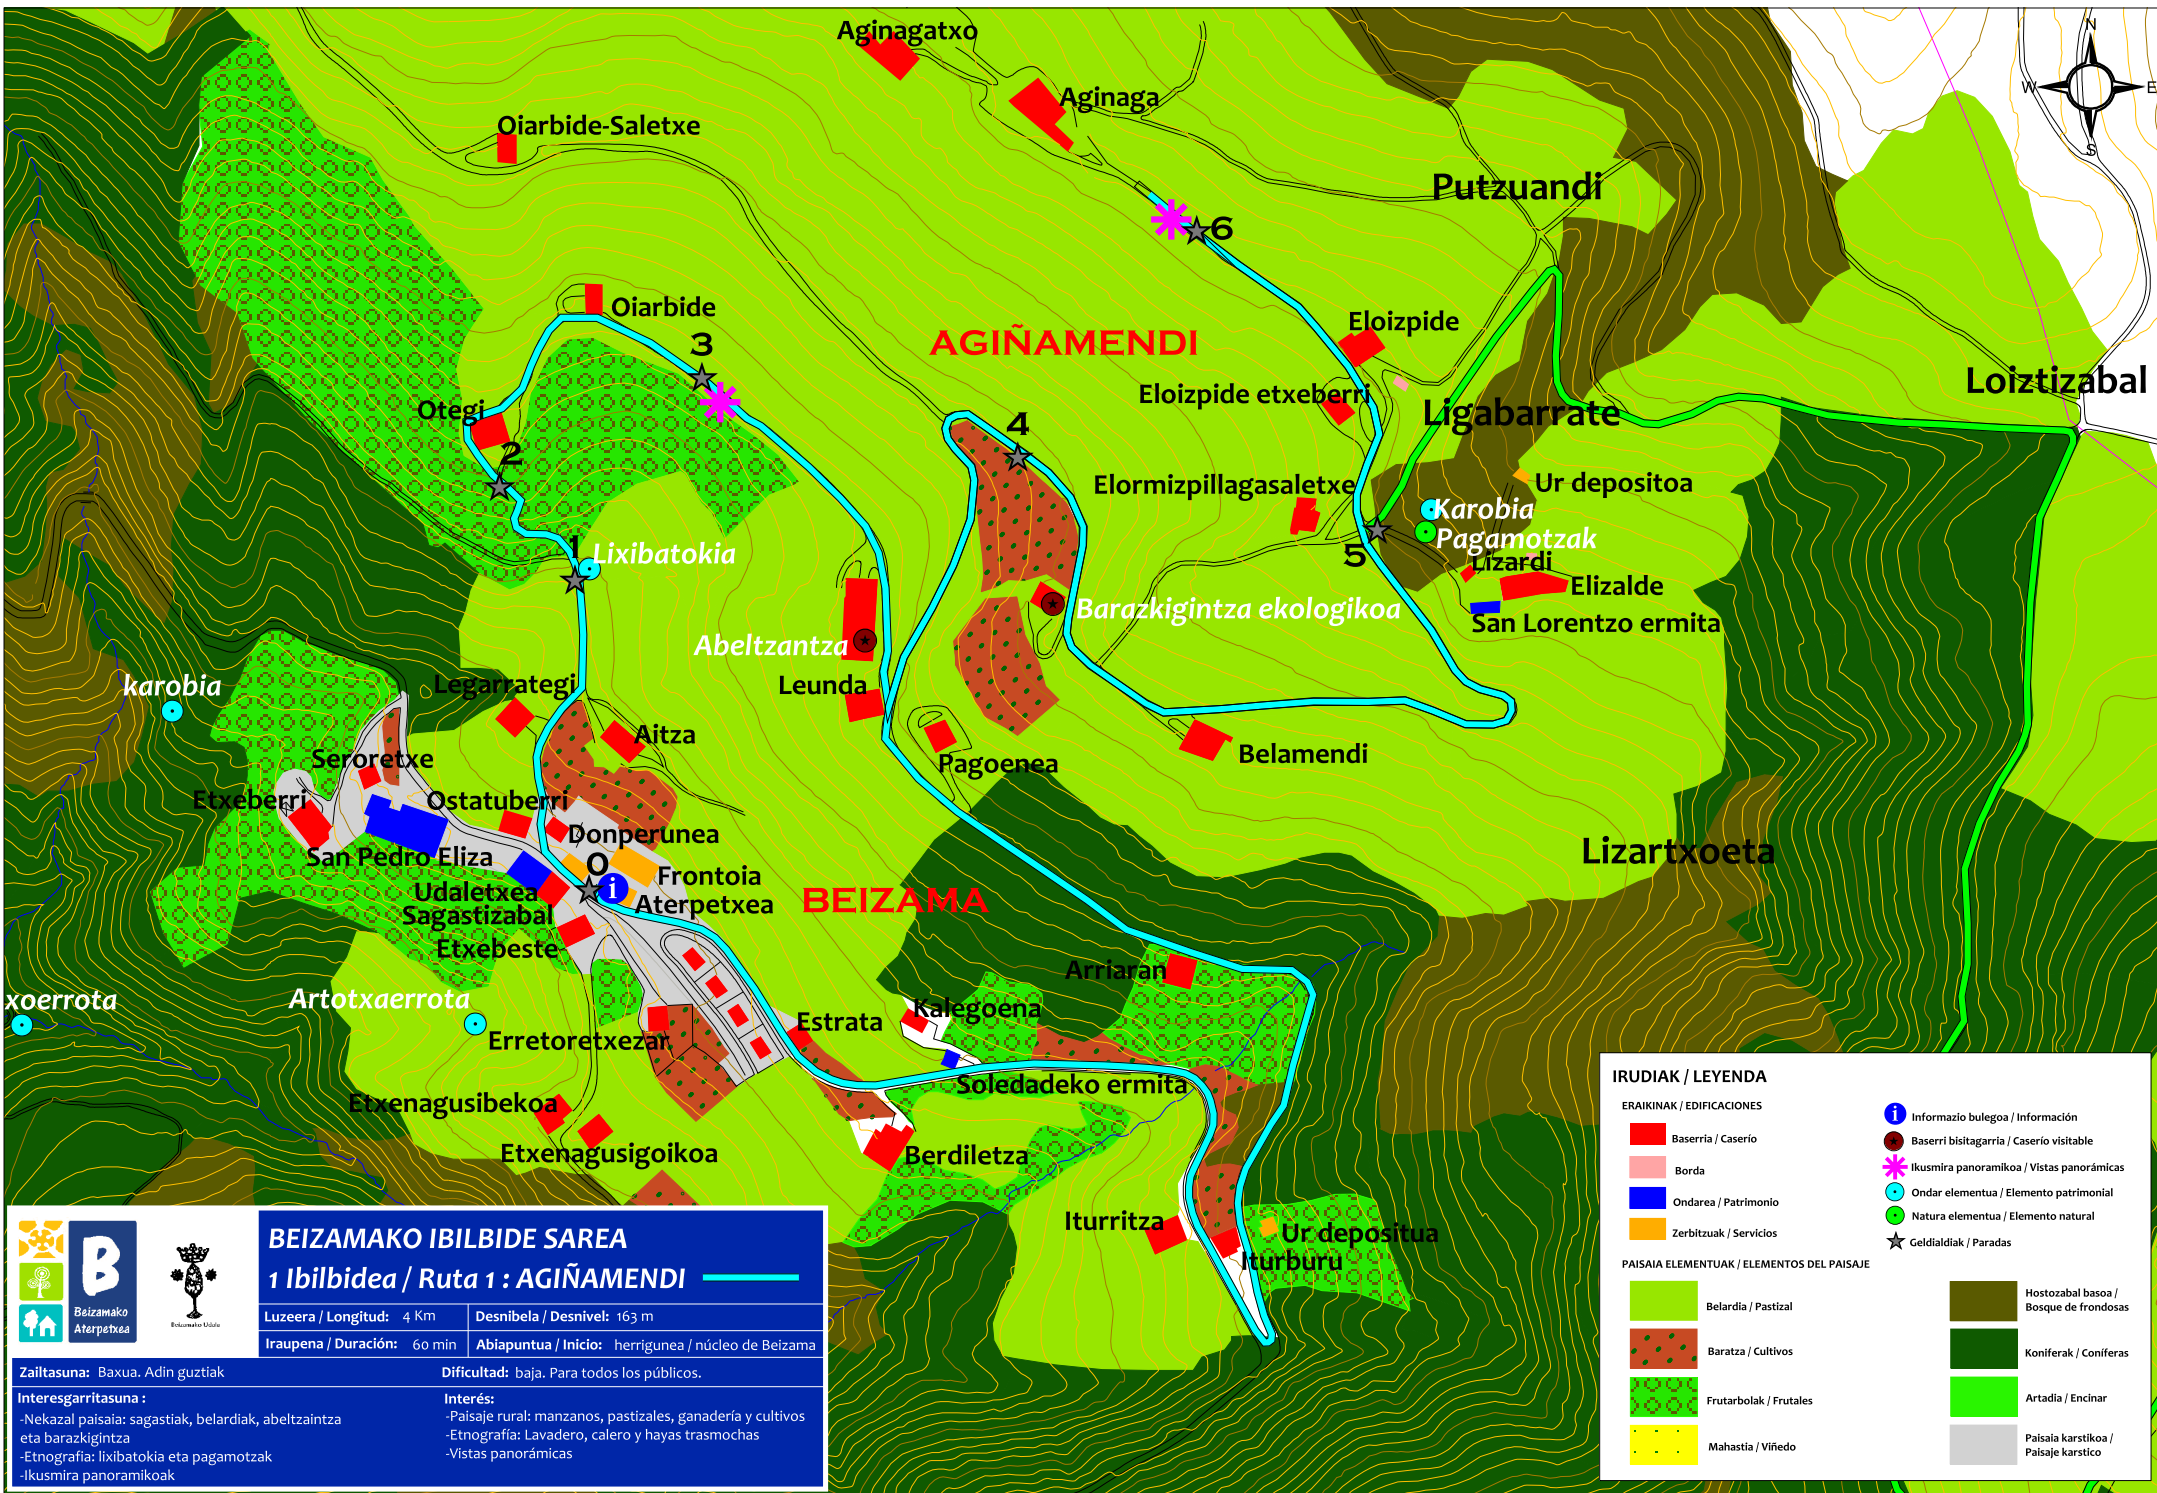 Aginagatxo
Aginaga
Oiarbide-Saletxe
N
W
E
S
Putzuandi
6
Oiarbide
3
AGIÑAMENDI
Eloizpide
Eloizpide etxeberri
Ligabarrate
Loiztizabal
Otegi
2
4
Elormizpillagasaletxe
Ur depositoa
Karobia
Pagamotzak
1
Lixibatokia
5
Lizardi
Elizalde
Barazkigintza ekologikoa
San Lorentzo ermita
Abeltzantza
karobia
Legarrategi
Leunda
Aitza
Seroretxe
Pagoenea
Belamendi
Etxeberri
Ostatuberri
Donperunea
San Pedro Eliza
0
i
Frontoia
Lizartxoeta
Udaletxea
Aterpetxea
BEIZAMA
Sagastizabal
Etxebeste
Arriaran
xoerrota
Artotxaerrota
Kalegoena
Estrata
Erretoretxezar
Soledadeko ermita
Etxenagusibekoa
Etxenagusigoikoa
Berdiletza
Iturritza
Ur depositua
Iturburu
B
Beizamako
Aterpetxea
Beizamako Udala
BEIZAMAKO IBILBIDE SAREA
1 Ibilbidea / Ruta 1 : AGIÑAMENDI
Luzeera / Longitud: 4 Km
Desnibela / Desnivel: 163 m
Iraupena / Duración: 60 min
Abiapuntua / Inicio: herrigunea / núcleo de Beizama
Zailtasuna: Baxua. Adin guztiak
Dificultad: baja. Para todos los públicos.
Interesgarritasuna :
-Nekazal paisaia: sagastiak, belardiak, abeltzaintza
eta barazkigintza
-Etnografia: lixibatokia eta pagamotzak
-Ikusmira panoramikoak
Interés:
-Paisaje rural: manzanos, pastizales, ganadería y cultivos
-Etnografía: Lavadero, calero y hayas trasmochas
-Vistas panorámicas
IRUDIAK / LEYENDA
ERAIKINAK / EDIFICACIONES
Baserria / Caserío
Borda
Ondarea / Patrimonio
Zerbitzuak / Servicios
i
Informazio bulegoa / Información
Baserri bisitagarria / Caserío visitable
Ikusmira panoramikoa / Vistas panorámicas
Ondar elementua / Elemento patrimonial
Natura elementua / Elemento natural
Geldialdiak / Paradas
PAISAIA ELEMENTUAK / ELEMENTOS DEL PAISAJE
Belardia / Pastizal
Baratza / Cultivos
Frutarbolak / Frutales
Mahastia / Viñedo
Hostozabal basoa /
Bosque de frondosas
Koniferak / Coníferas
Artadia / Encinar
Paisaia karstikoa /
Paisaje karstico